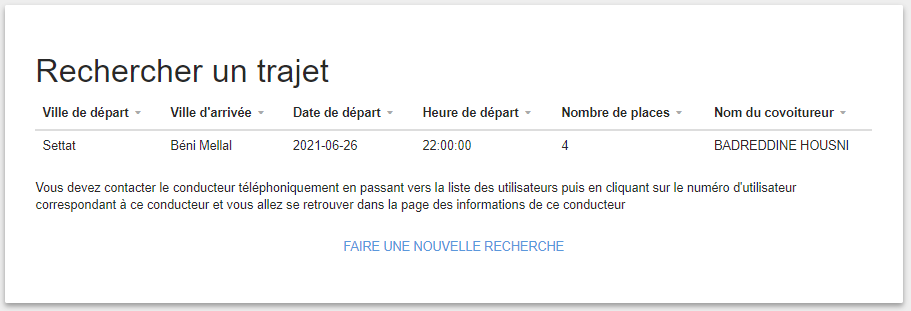 Rechercher un trajet
Ville de départ Ville d'arrivée Date de départ Heure de départ Nombre de places Nom du covoitureur
Settat Béni Mellal 2021-06-26 22:00:00 4 BADREDDINE HOUSNI
Vous devez contacter le conducteur téléphoniquement en passant vers la liste des utilisateurs puis en cliquant sur le numéro d'utilisateur
correspondant à ce conducteur et vous allez se retrouver dans la page des informations de ce conducteur
FAIRE UNE NOUVELLE RECHERCHE